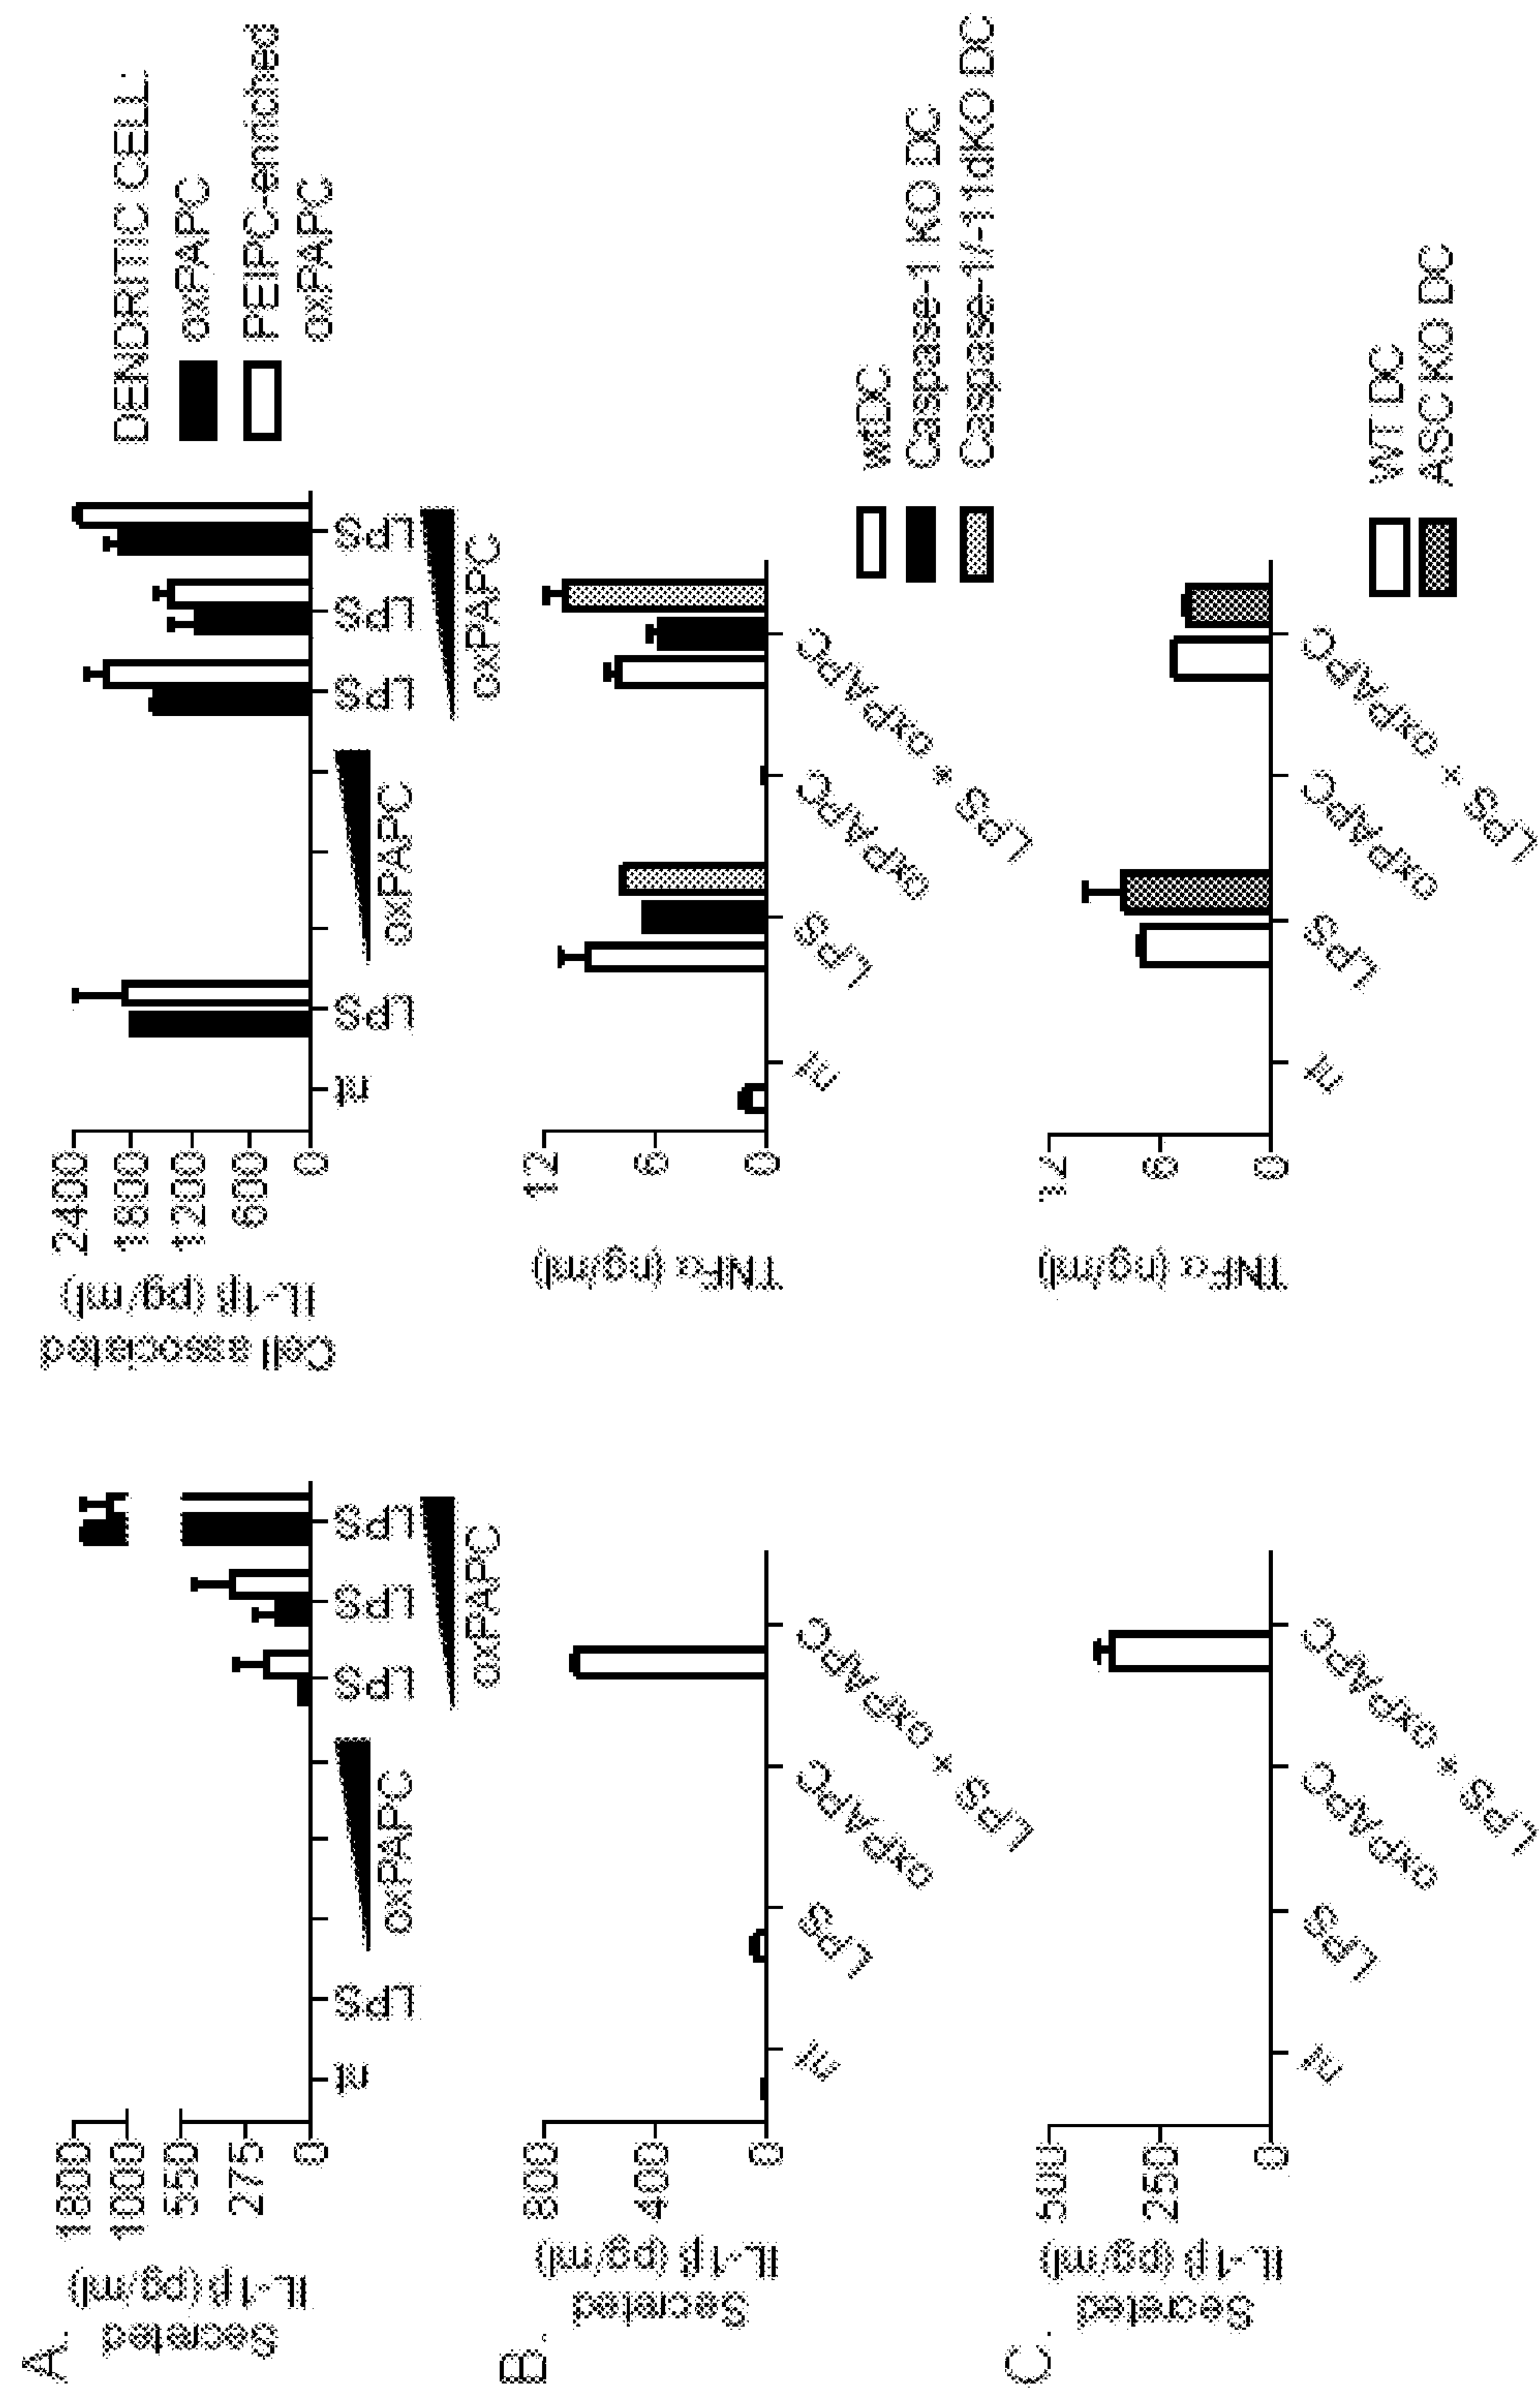 A.
Secreted
IL-1β (pg/ml)
1800
1000
550
275
0
nt
LPS
oxPAPC
LPS
LPS
LPS
oxPAPC
Cell associated
IL-1β (pg/ml)
2400
1800
1200
600
0
nt
LPS
oxPAPC
LPS
LPS
LPS
oxPAPC
DENDRITIC CELL:
oxPAPC
PEIPC-enriched
oxPAPC
B.
Secreted
IL-1β (pg/ml)
800
400
0
nt
LPS
oxPAPC
LPS + oxPAPC
TNFα (ng/ml)
12
6
0
nt
LPS
oxPAPC
LPS + oxPAPC
wtDC
Caspase-1 KO DC
Caspase-1/-11dKO DC
C.
Secreted
IL-1β (pg/ml)
500
250
0
nt
LPS
oxPAPC
LPS + oxPAPC
TNFα (ng/ml)
12
6
0
nt
LPS
oxPAPC
LPS + oxPAPC
WT DC
ASC KO DC